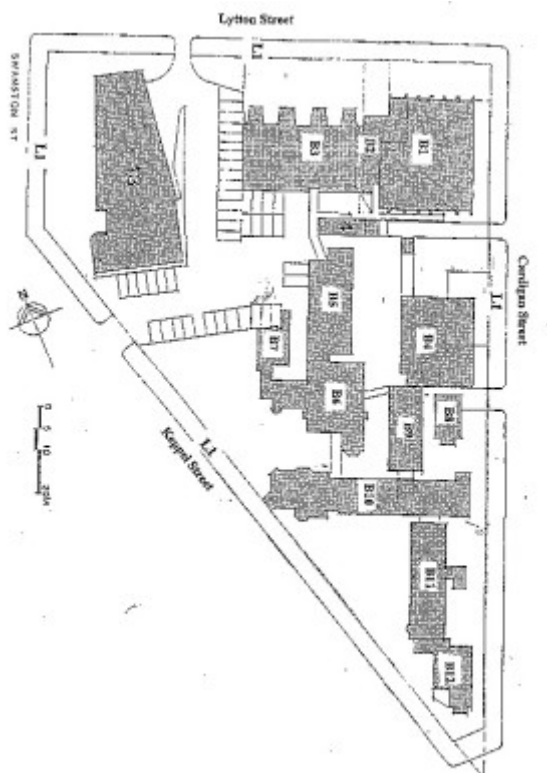 Lytton Street
SWANSTON ST
L1
L1
B3
B2
B1
Cardigan Street
L1
B5
B4
B7
B6
B8
B9
L1
Keppel Street
B10
B11
B12
0 5 10 20M